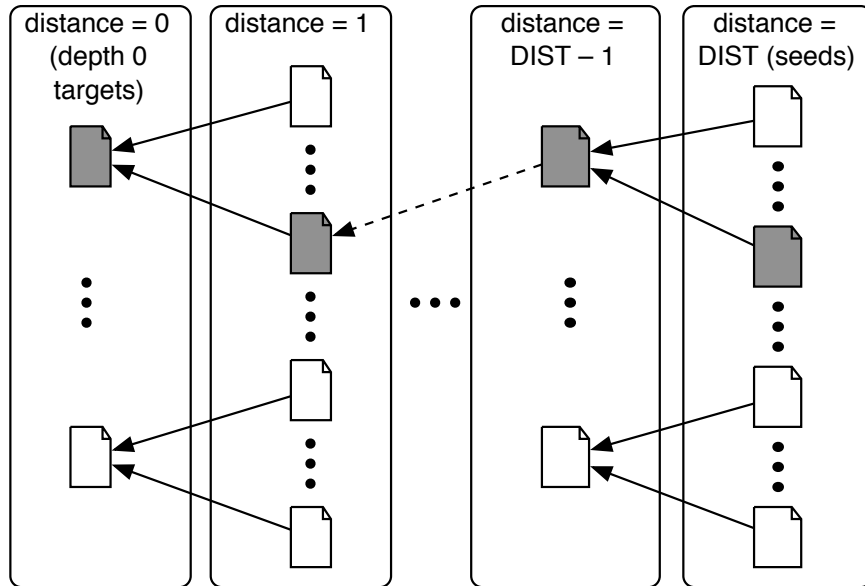 distance = 0
(depth 0
targets)
distance = 1
distance =
DIST – 1
distance =
DIST (seeds)